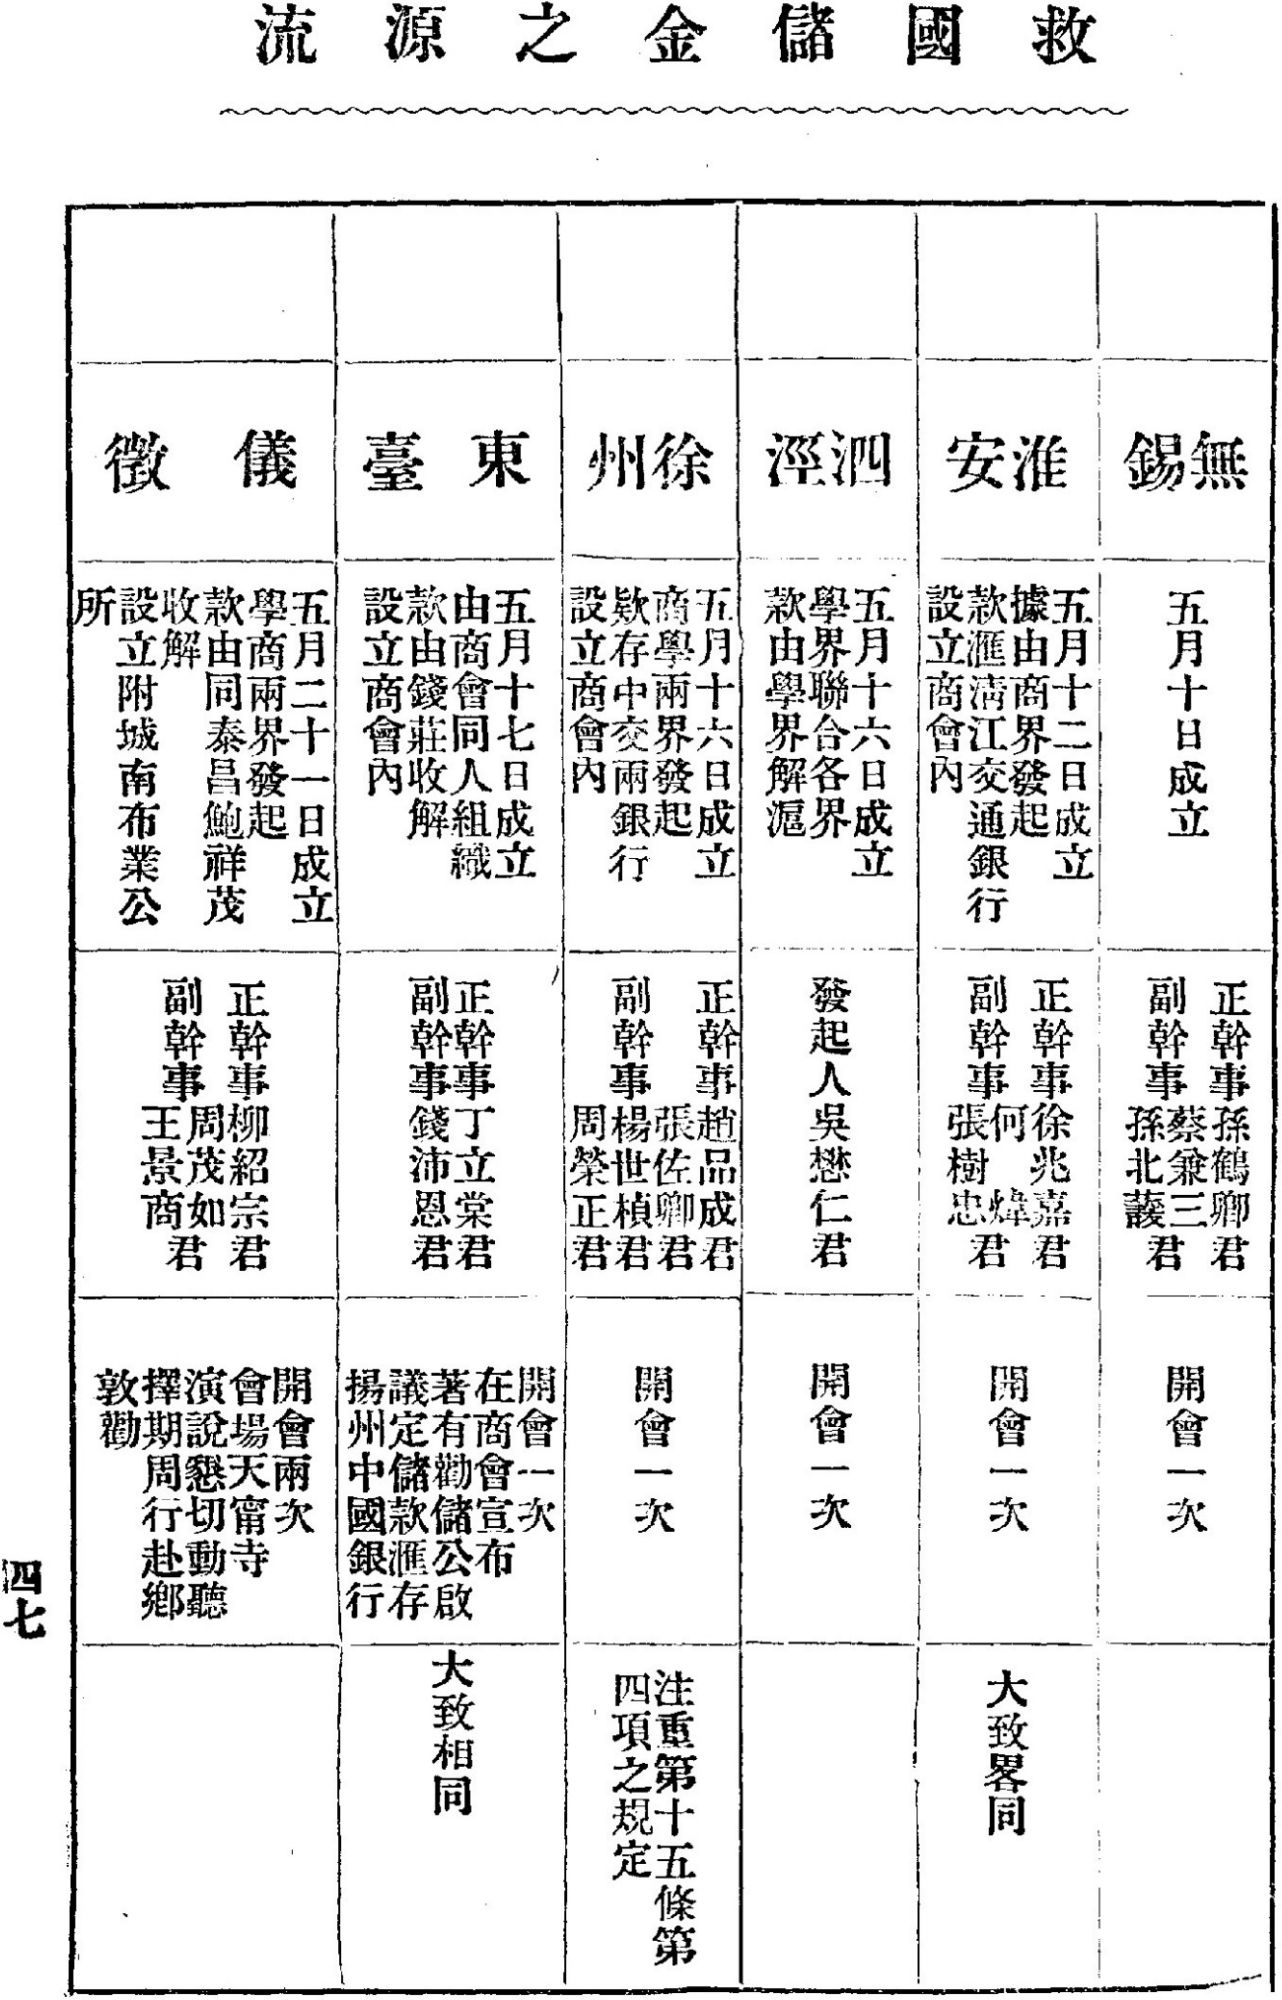 救國儲金之源流
無錫
五月十日成立
正幹事孫鶴卿君
副幹事蔡兼三君
孫北護
開會一次
淮安
五月十二日成立
據由商界發起
款滙淸江交通銀行
設立商會內
正幹事徐兆嘉君
副幹事何煒君
張樹忠
開會一次
大致畧同
泗涇
五月十六日成立
學界聯合各界
款由學界解滬
發起人吳懋仁君
開會一次
徐州
五月十六日成立
商學兩界發起
欵存中交兩銀行
設立商會內
正幹事趙品成君
張佐卿君
副幹事楊世楨君
周榮正君
開會一次
注重第十五條第
四項之規定
東臺
五月十七日成立
由商會同人組織
款由錢莊收解
設立商會內
正幹事丁立棠君
副幹事錢沛恩君
開會一次
在商會宣布
著有勸儲公啟
議定儲款滙存
揚州中國銀行
大致相同
儀徵
五月二十一日成立
學商兩界發起
款由同泰昌鮑祥茂
收解
設立附城南布業公
所
正幹事柳紹宗君
副幹事周茂如君
王景商
開會兩次
會場天甯寺
演說懇切動聽
擇期周行赴鄉
敦勸
四七